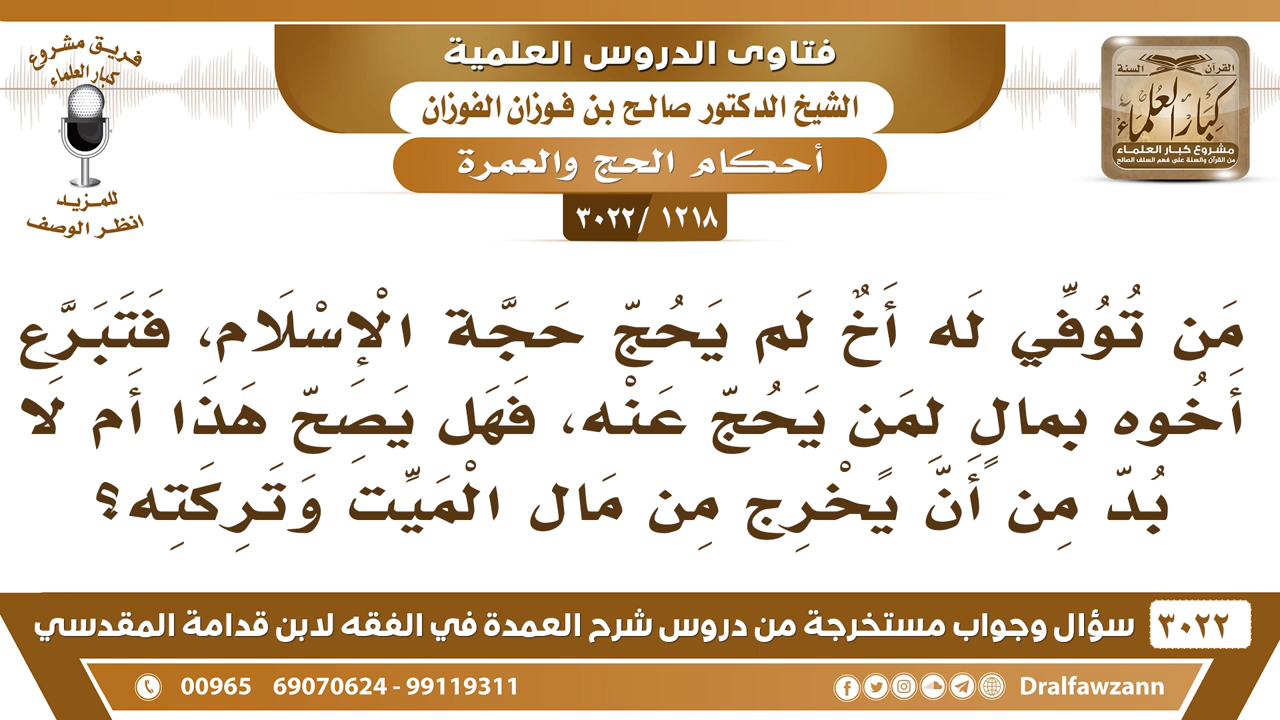 فتاوى الدروس العلمية
الشيخ الدكتور صالح بن فوزان الفوزان
أحكام الحج والعمرة
١٢١٨ /٣٠٢٢
فريق مشروع
كبار العلماء
للمزيد
انظر الوصف
القرآن السنة
كبار العلماء
مشروع كبار العلماء
من القرآن والسنة على فهم السلف الصالح
مَن تُوُفِّي لَه أَخٌ لَم يَحُجّ حَجَّة الْإِسْلَام، فَتَبَرَّع
أَخُوه بِمالٍ لمَن يَحُجّ عَنْه، فَهَل يَصَحّ هَذَا أَم لَا
بُدّ مِن أَنَّ يًخْرِج مِن مَال الْمَيِّت وَتَرِكَتِه؟
٣٠٢٢ سؤال وجواب مستخرجة من دروس شرح العمدة في الفقه لابن قدامة المقدسي
00965 69070624 - 99119311 Dralfawzann